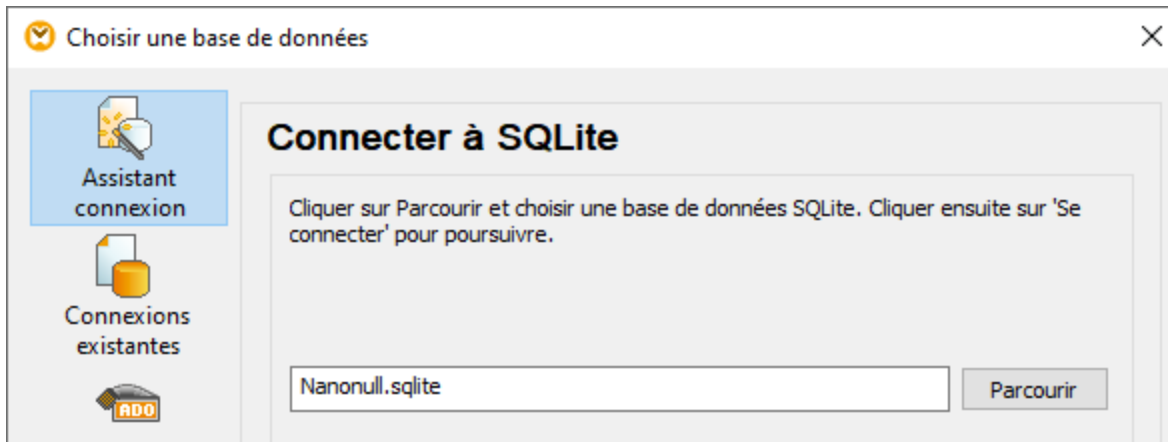 Choisir une base de données
Assistant
connexion
Connexions
existantes
ADO
Connecter à SQLite
Cliquer sur Parcourir et choisir une base de données SQLite. Cliquer ensuite sur 'Se
connecter' pour poursuivre.
Nanonull.sqlite
Parcourir